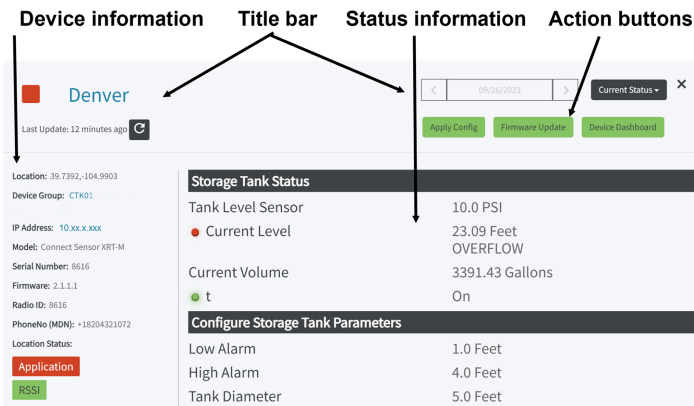 Device information Title bar Status information Action buttons
Denver
09/26/2023 Current Status
Last Update: 12 minutes ago
Apply Config Firmware Update Device Dashboard
Location: 39.7392,-104.9903
Device Group: CTK01
IP Address: 10.xx.x.xxx
Model: Connect Sensor XRT-M
Serial Number: 8616
Firmware: 2.1.1.1
Radio ID: 8616
PhoneNo (MDN): +18204321072
Location Status:
Application
RSSI
Storage Tank Status
Tank Level Sensor 10.0 PSI
Current Level 23.09 Feet
OVERFLOW
Current Volume 3391.43 Gallons
t On
Configure Storage Tank Parameters
Low Alarm 1.0 Feet
High Alarm 4.0 Feet
Tank Diameter 5.0 Feet